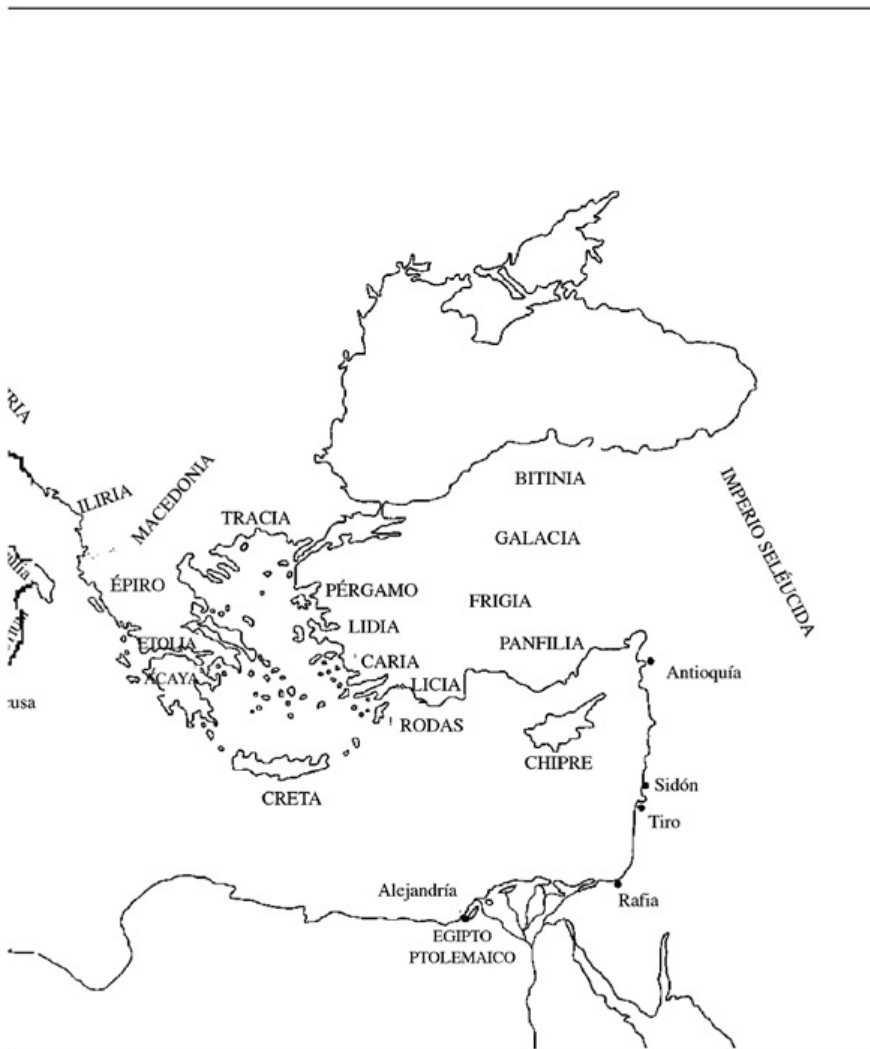 BITINIA
ILIRIA
MACEDONIA
IMPERIO SELÉUCIDA
TRACIA
GALACIA
ÉPIRO
PÉRGAMO
FRIGIA
LIDIA
ETOLIA
PANFILIA
CARIA
Antioquía
ACAYA
LICIA
cusa
RODAS
CHIPRE
CRETA
Sidón
Tiro
Alejandría
Rafia
EGIPTO
PTOLEMAICO